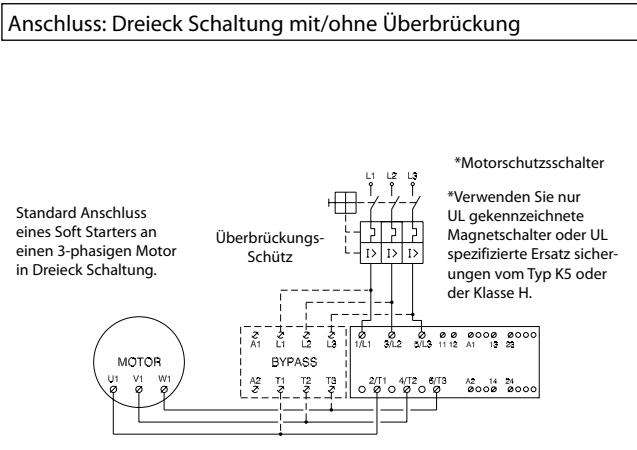 Anschluss: Dreieck Schaltung mit/ohne Überbrückung
*Motorschutzsschalter
L1 L2 L3
*Verwenden Sie nur
UL gekennzeichnete
Magnetschalter oder UL
spezifizierte Ersatz sicher-
ungen vom Typ K5 oder
der Klasse H.
Standard Anschluss
eines Soft Starters an
einen 3-phasigen Motor
in Dreieck Schaltung.
Überbrückungs-
Schütz
I> I> I>
A1 L1 L2 L3
1/L1 3/L2 5/L3 11 12 A1 13 23
MOTOR
BYPASS
U1 V1 W1
A2 T1 T2 T3
2/T1 4/T2 6/T3 A2 14 24